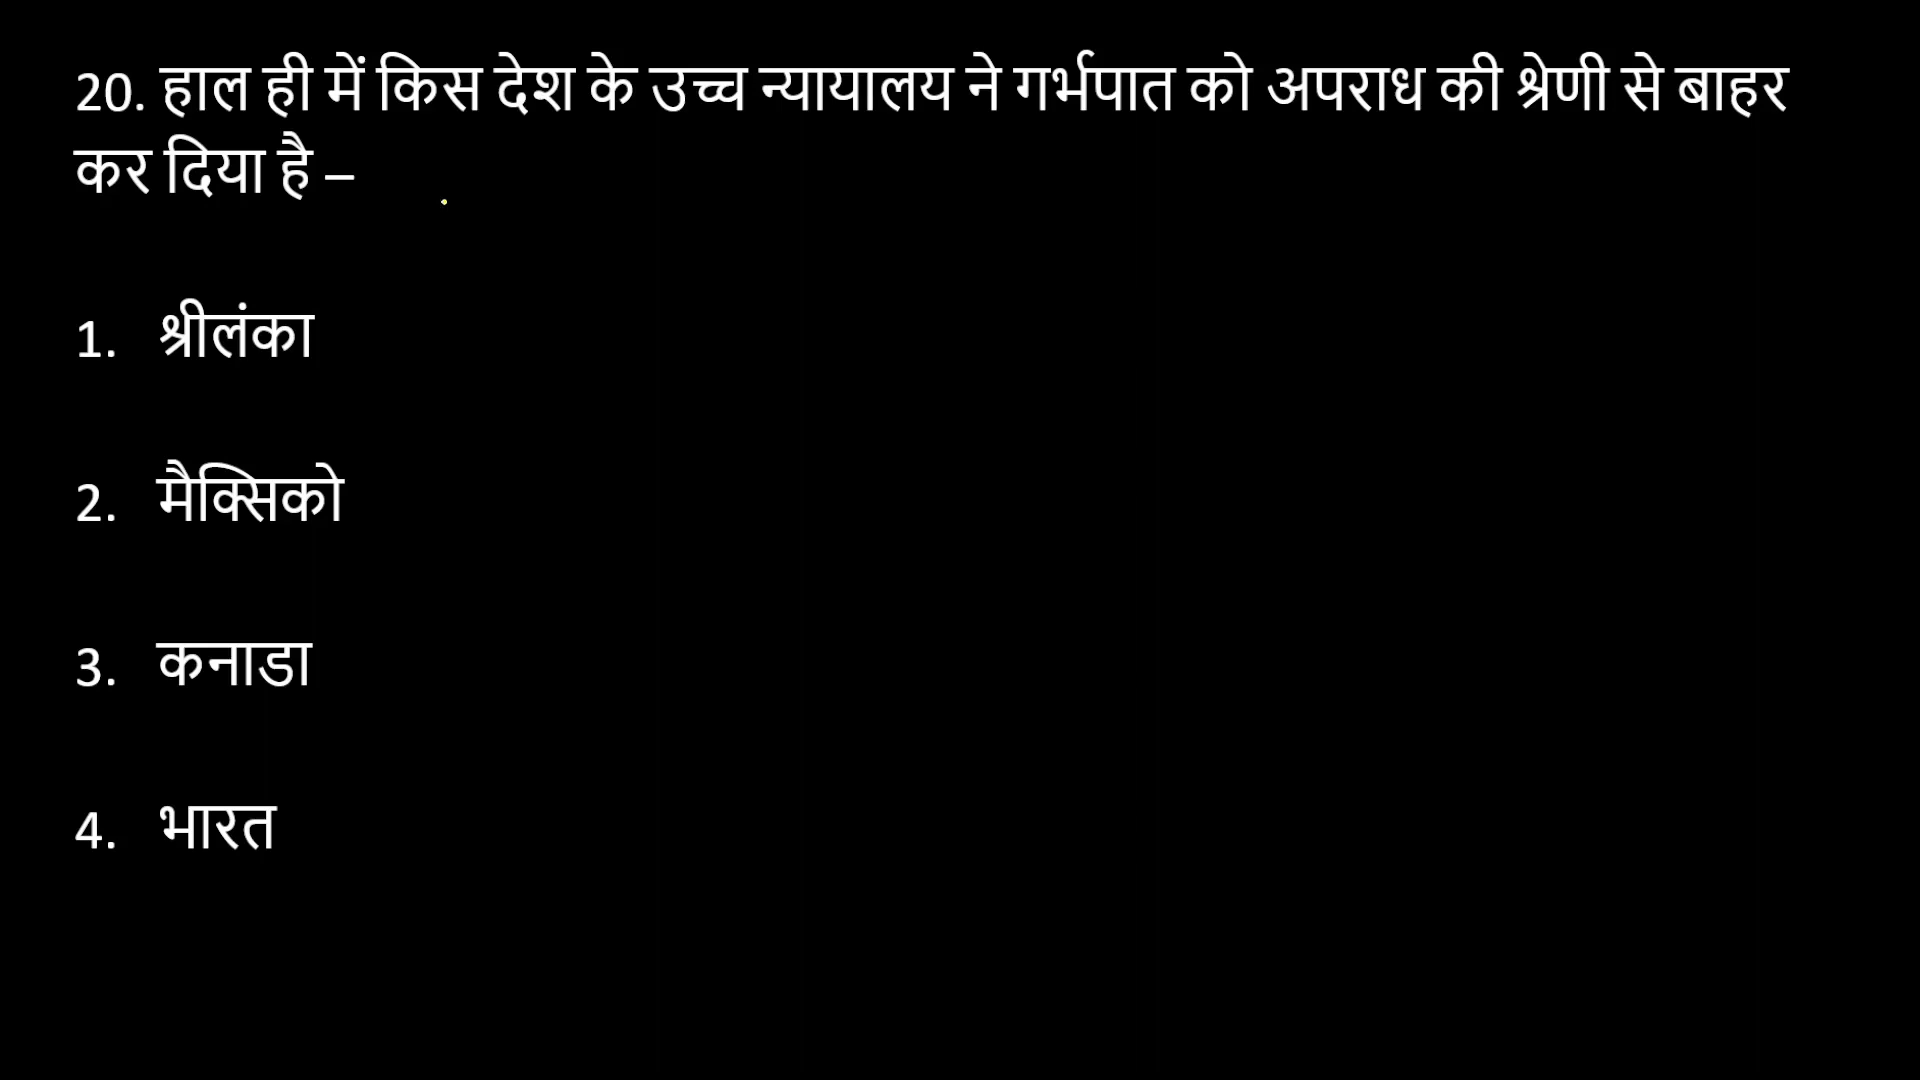 20. हाल ही में किस देश के उच्च न्यायालय ने गर्भपात को अपराध की श्रेणी से बाहर
कर दिया है –
1. श्रीलंका
2. मैक्सिको
3. कनाडा
4. भारत